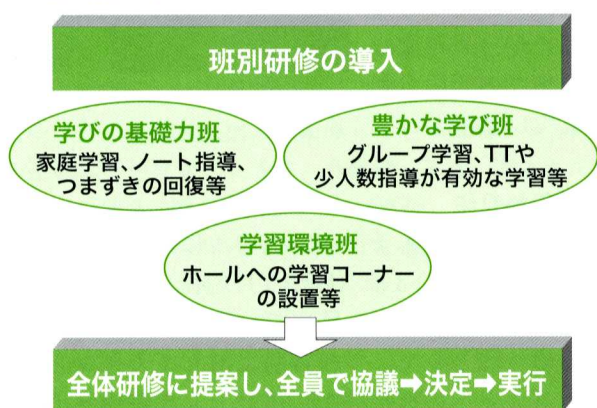 班別研修の導入
学びの基礎力班
家庭学習、ノート指導、
つまずきの回復等
豊かな学び班
グループ学習、TTや
少人数指導が有効な学習等
学習環境班
ホールへの学習コーナー
の設置等
全体研修に提案し、全員で協議➡決定➡実行